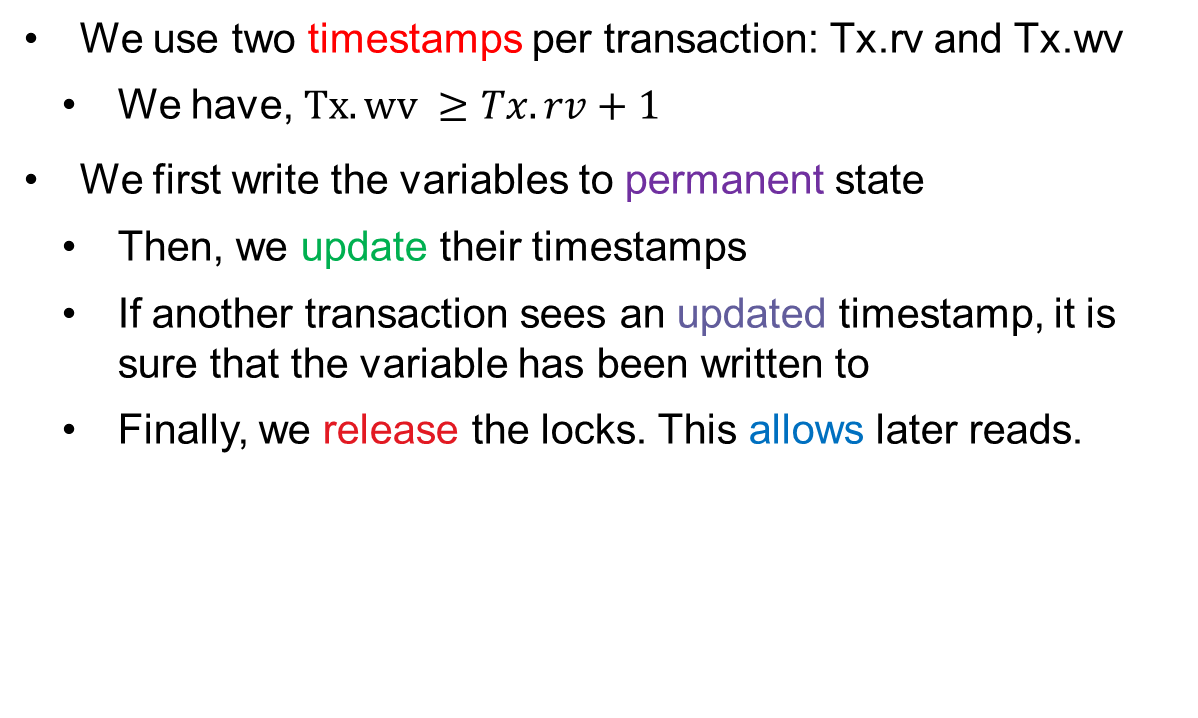 • We use two timestamps per transaction: Tx.rv and Tx.wv
• We have, Tx. wv ≥ Tx. rv + 1
• We first write the variables to permanent state
• Then, we update their timestamps
• If another transaction sees an updated timestamp, it is
sure that the variable has been written to
• Finally, we release the locks. This allows later reads.